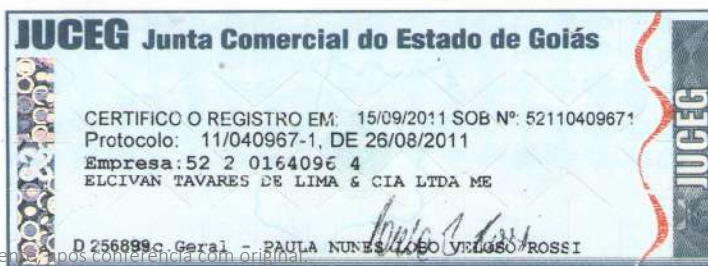 JUCEG Junta Comercial do Estado de Goiás
CERTIFICO O REGISTRO EM: 15/09/2011 SOB Nº: 52110409671
Protocolo: 11/040967-1, DE 26/08/2011
Empresa:52 2 0164096 4
ELCIVAN TAVARES DE LIMA & CIA LTDA ME
D 256899c Geral - PAULA NUNES LOBO VELOSO ROSSI
após conferência com original.
JUCEG